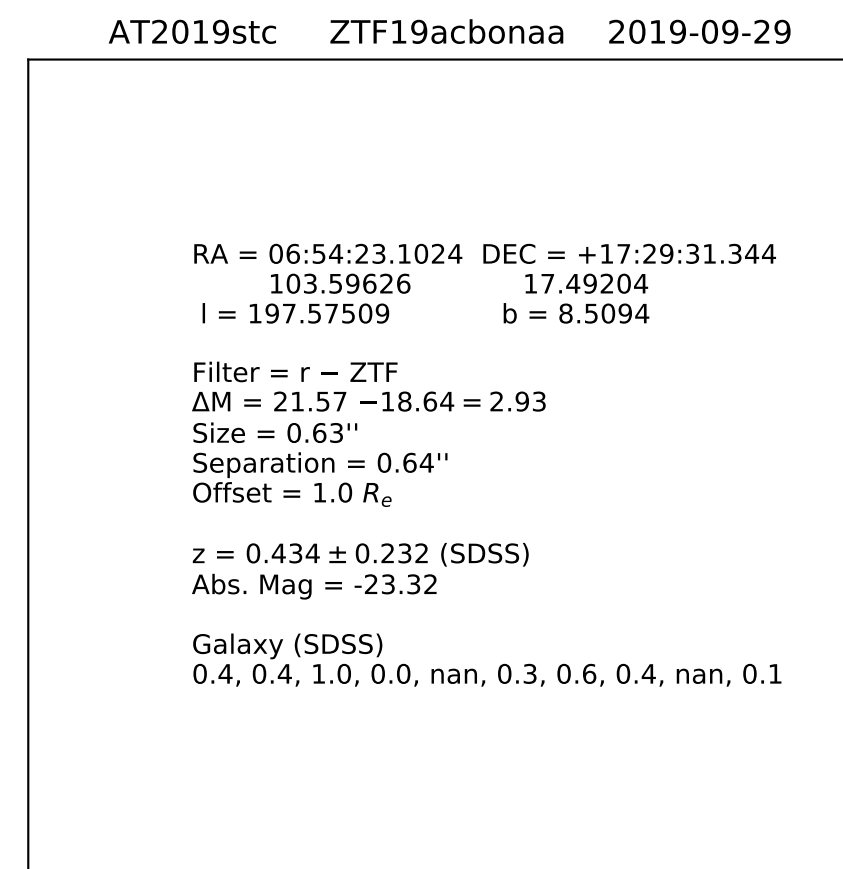 AT2019stc ZTF19acbonaa 2019-09-29
RA = 06:54:23.1024 DEC = +17:29:31.344
103.59626 17.49204
l = 197.57509 b = 8.5094
Filter = r − ZTF
ΔM = 21.57 −18.64 = 2.93
Size = 0.63''
Separation = 0.64''
Offset = 1.0 Rₑ
z = 0.434 ± 0.232 (SDSS)
Abs. Mag = -23.32
Galaxy (SDSS)
0.4, 0.4, 1.0, 0.0, nan, 0.3, 0.6, 0.4, nan, 0.1